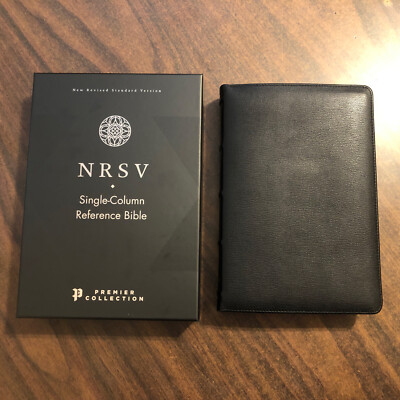 New Revised Standard Version
NRSV
Single-Column
Reference Bible
P PREMIER
COLLECTION